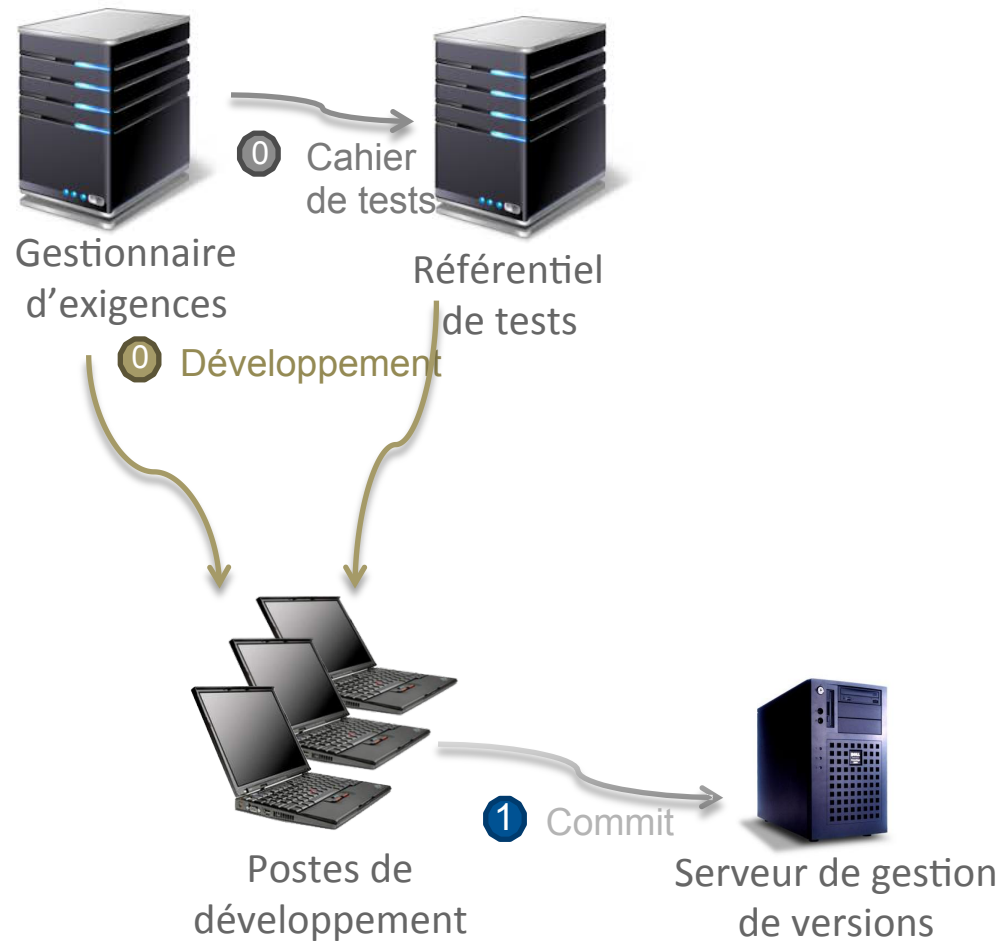 0 Cahier
de tests
Gestionnaire
d'exigences
Référentiel
de tests
0 Développement
1 Commit
Postes de
développement
Serveur de gestion
de versions